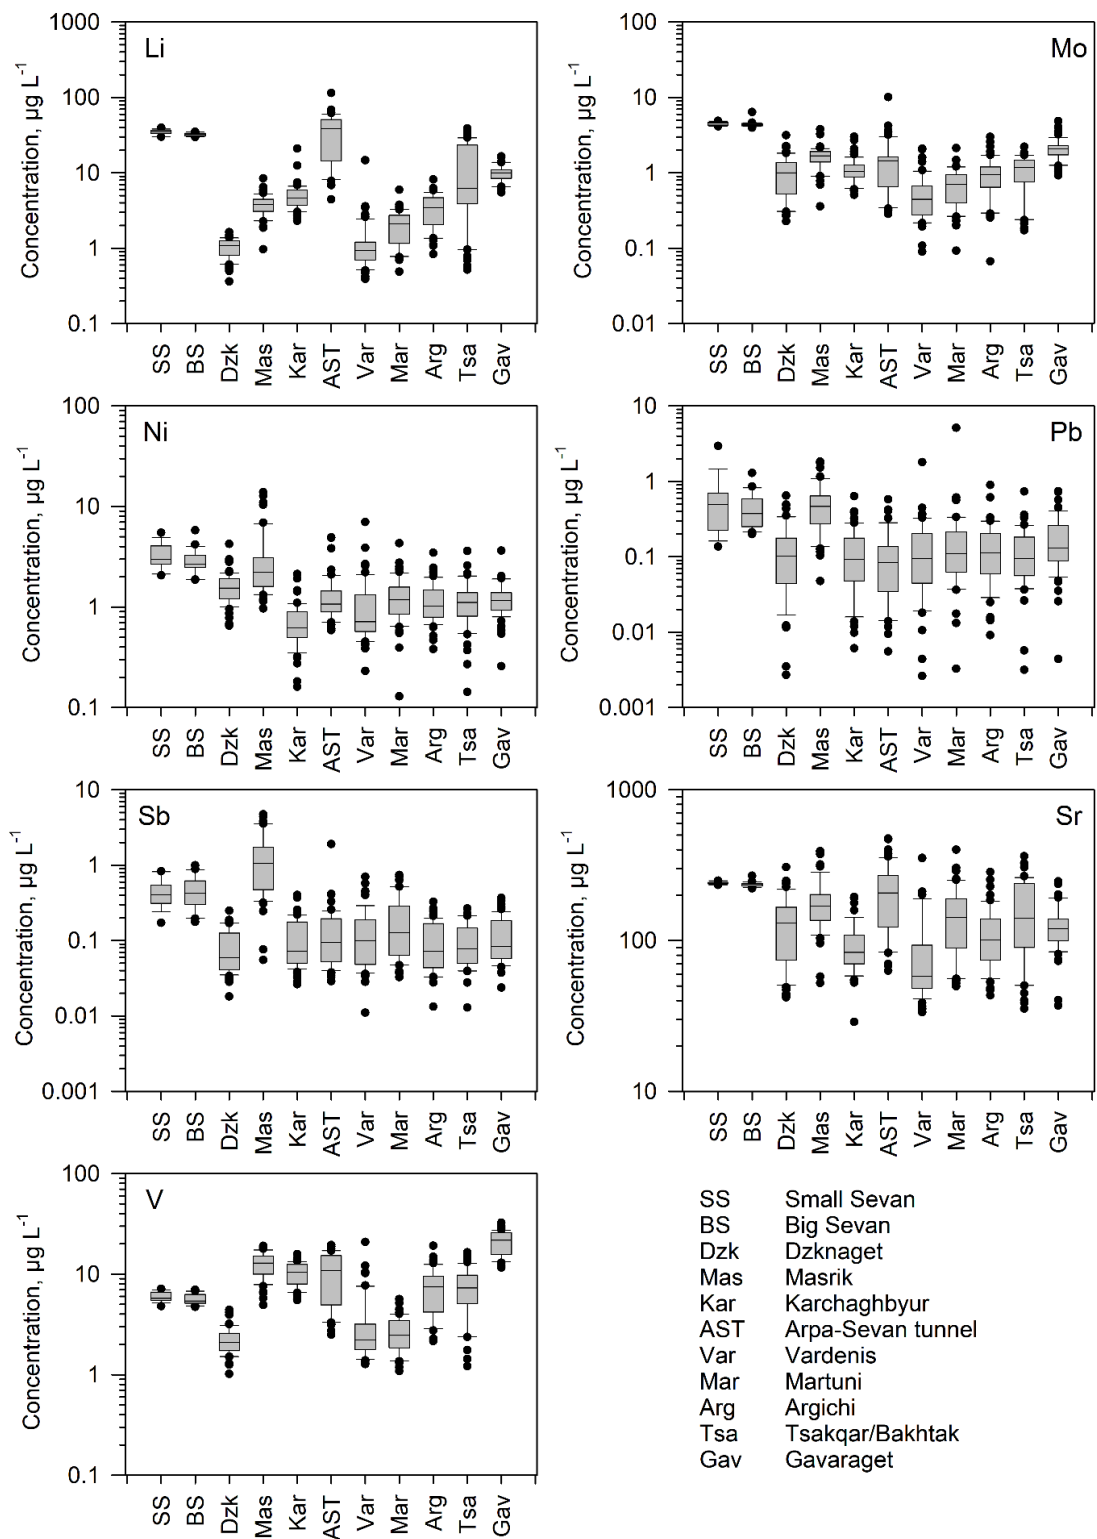 Li
Concentration, µg L⁻¹
1000
100
10
1
0.1
SS BS Dzk Mas Kar AST Var Mar Arg Tsa Gav
Mo
Concentration, µg L⁻¹
100
10
1
0.1
0.01
SS BS Dzk Mas Kar AST Var Mar Arg Tsa Gav
Ni
Concentration, µg L⁻¹
100
10
1
0.1
SS BS Dzk Mas Kar AST Var Mar Arg Tsa Gav
Pb
Concentration, µg L⁻¹
10
1
0.1
0.01
0.001
SS BS Dzk Mas Kar AST Var Mar Arg Tsa Gav
Sb
Concentration, µg L⁻¹
10
1
0.1
0.01
0.001
SS BS Dzk Mas Kar AST Var Mar Arg Tsa Gav
Sr
Concentration, µg L⁻¹
1000
100
10
SS BS Dzk Mas Kar AST Var Mar Arg Tsa Gav
V
Concentration, µg L⁻¹
100
10
1
0.1
SS BS Dzk Mas Kar AST Var Mar Arg Tsa Gav
SS Small Sevan
BS Big Sevan
Dzk Dzknaget
Mas Masrik
Kar Karchaghbyur
AST Arpa-Sevan tunnel
Var Vardenis
Mar Martuni
Arg Argichi
Tsa Tsakqar/Bakhtak
Gav Gavaraget